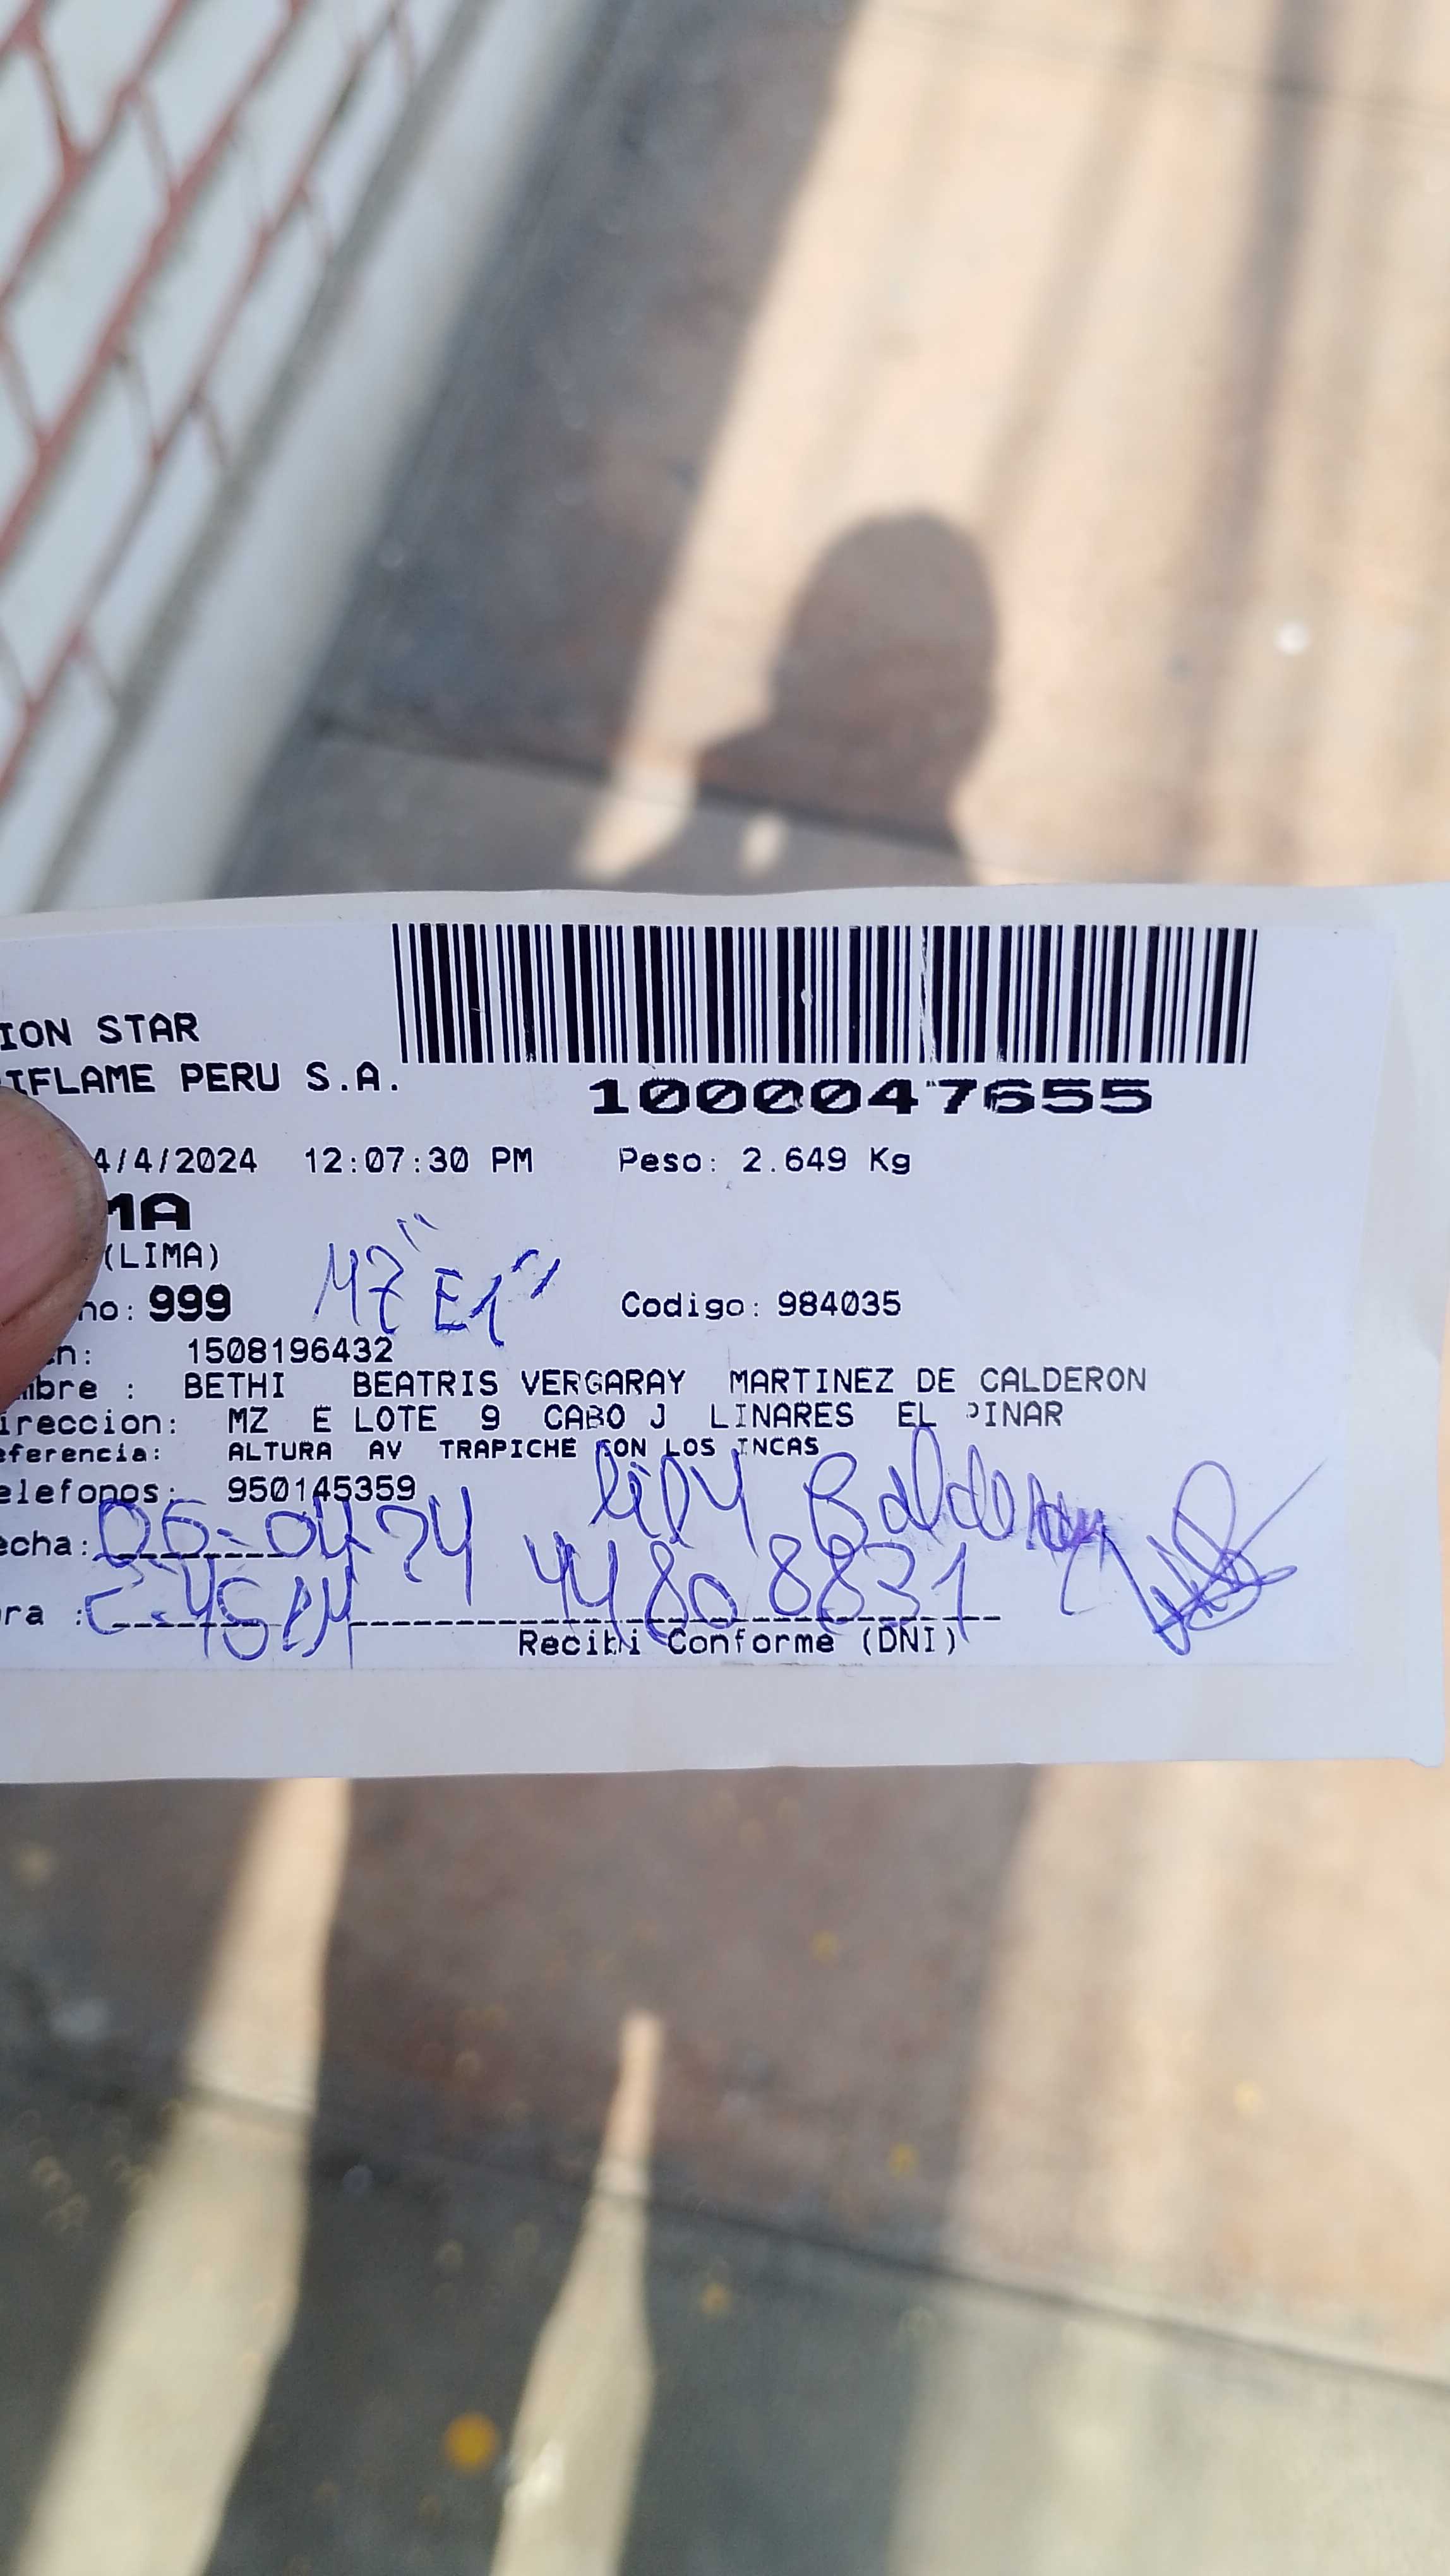 ION STAR
IFLAME PERU S.A.
1000047655
4/4/2024 12:07:30 PM Peso: 2.649 Kg
MA
(LIMA)
no: 999 MZ "E1" Codigo: 984035
n: 1508196432
mbre : BETHI BEATRIS VERGARAY MARTINEZ DE CALDERON
ireccion: MZ E LOTE 9 CABO J LINARES EL PINAR
eferencia: ALTURA AV TRAPICHE CON LOS INCAS
elefonos: 950145359
lily Calderon
echa: 06-04-24
ra : 44808831
Recibi Conforme (DNI)